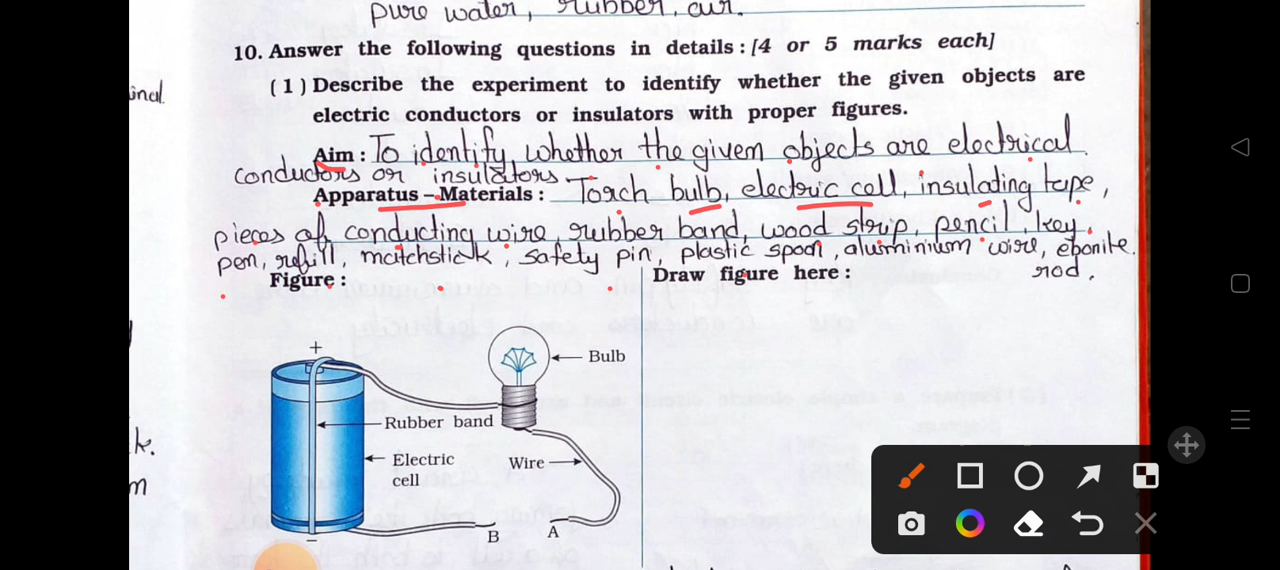 pure water, rubber, air.
10. Answer the following questions in details : [4 or 5 marks each]
(1) Describe the experiment to identify whether the given objects are
electric conductors or insulators with proper figures.
Aim : To identify whether the given objects are electrical
conductors or insulators
Apparatus – Materials : Torch bulb, electric cell, insulating tape,
pieces of conducting wire, rubber band, wood strip, pencil, key,
pen, refill, matchstick, safety pin, plastic spoon, aluminium wire, ebonite
rod.
Figure :
Draw figure here :
+
Bulb
Rubber band
Electric
cell
Wire
B
A
–
k.
m